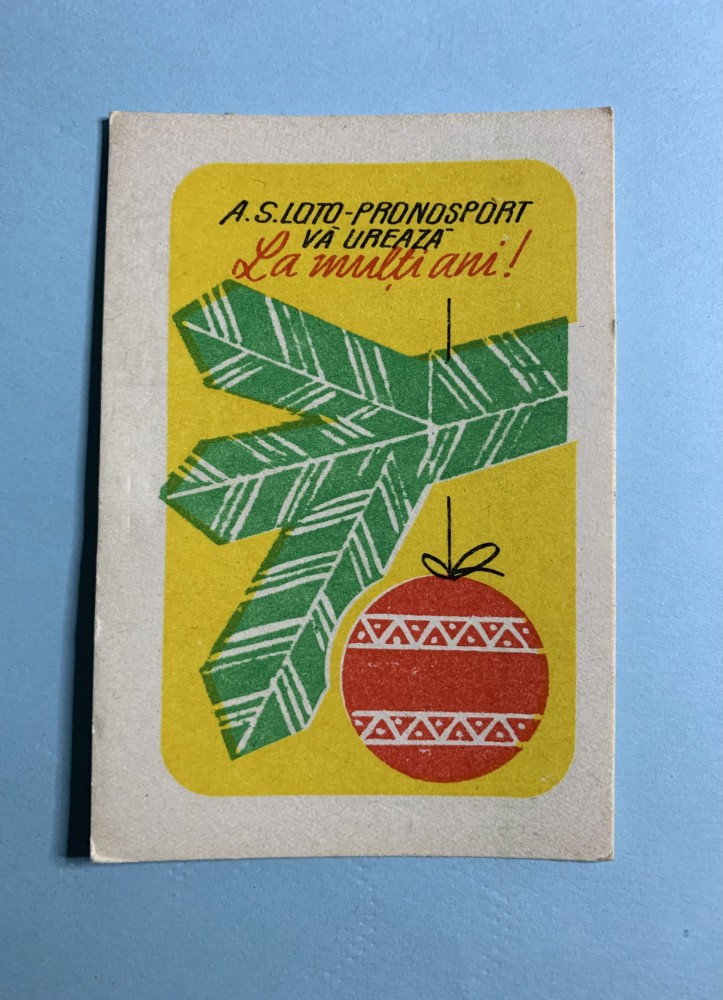 A.S.LOTO-PRONOSPORT
VĂ UREAZĂ
La mulți ani!